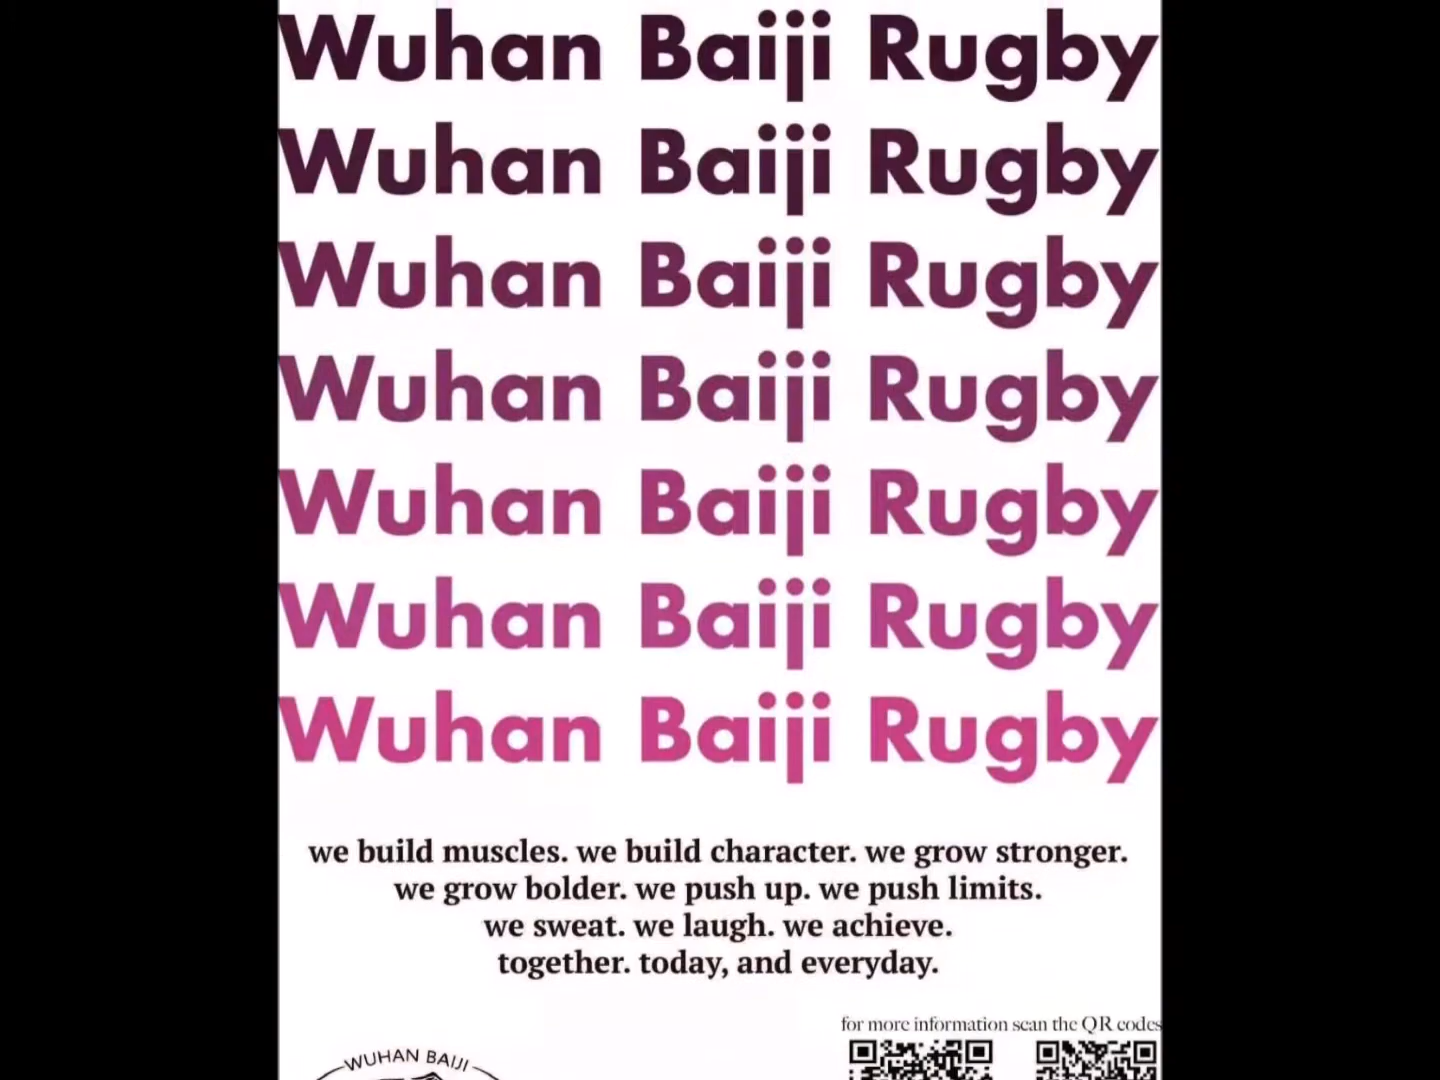 Wuhan Baiji Rugby
Wuhan Baiji Rugby
Wuhan Baiji Rugby
Wuhan Baiji Rugby
Wuhan Baiji Rugby
Wuhan Baiji Rugby
Wuhan Baiji Rugby
we build muscles. we build character. we grow stronger.
we grow bolder. we push up. we push limits.
we sweat. we laugh. we achieve.
together. today, and everyday.
for more information scan the QR codes
WUHAN BAIJI